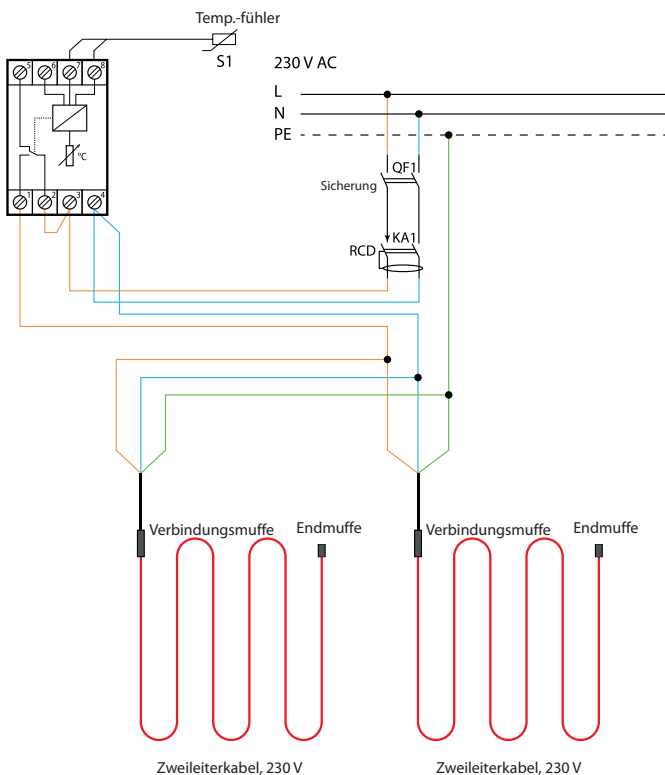 Temp.-fühler
S1
230 V AC
5 6 7 8
L
N
PE
°C
QF1
Sicherung
1 2 3 4
KA1
RCD
Verbindungsmuffe Endmuffe Verbindungsmuffe Endmuffe
Zweileiterkabel, 230 V Zweileiterkabel, 230 V